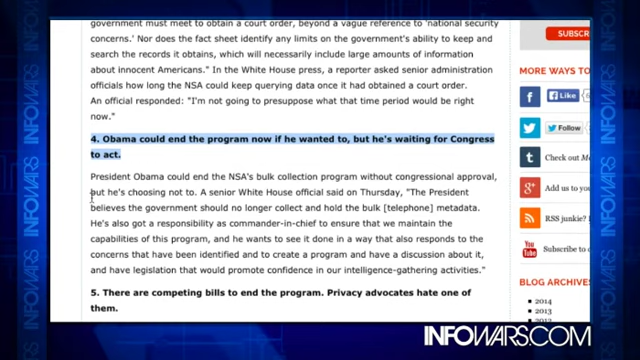 government must meet to obtain a court order, beyond a vague reference to 'national security
concerns.' Nor does the fact sheet identify any limits on the government's ability to keep and
search the records it obtains, which will necessarily include large amounts of information
about innocent Americans." In the White House press, a reporter asked senior administration
officials how long the NSA could keep querying data once it had obtained a court order.
An official responded: "I'm not going to presuppose what that time period would be right
now."
4. Obama could end the program now if he wanted to, but he's waiting for Congress
to act.
President Obama could end the NSA's bulk collection program without congressional approval,
but he's choosing not to. A senior White House official said on Thursday, "The President
believes the government should no longer collect and hold the bulk [telephone] metadata.
He's also got a responsibility as commander-in-chief to ensure that we maintain the
capabilities of this program, and he wants to see it done in a way that also responds to the
concerns that have been identified and to create a program and have a discussion about it,
and have legislation that would promote confidence in our intelligence-gathering activities."
5. There are competing bills to end the program. Privacy advocates hate one of
them.
SUBSCR
MORE WAYS TO
Like
Follow
Check out Mo
Add us to yo
RSS junkie?
You Tube
Subscribe to o
BLOG ARCHIVES
2014
2013
INFOWARS
INFOWARS
INFOWARS.COM